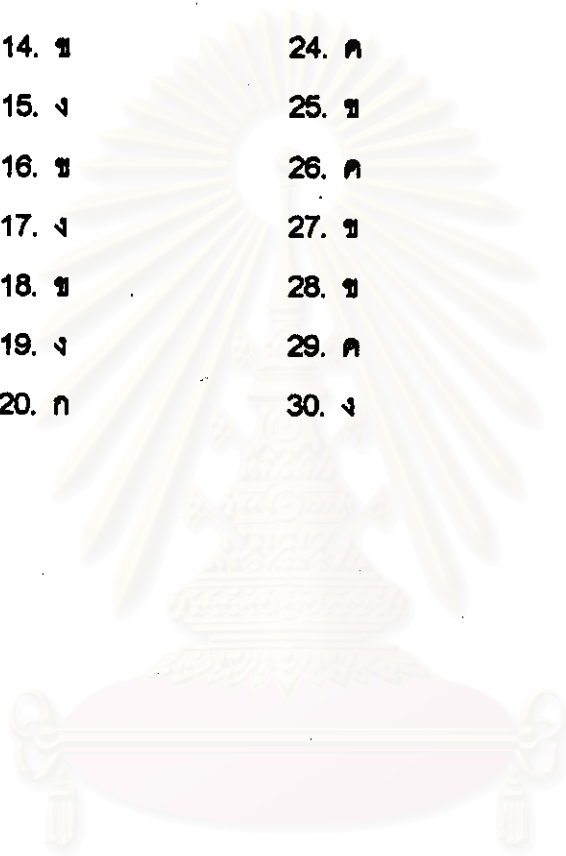 14. ข 24. ค
15. ง 25. ข
16. ข 26. ค
17. ง 27. ข
18. ข 28. ข
19. ง 29. ค
20. ก 30. ง